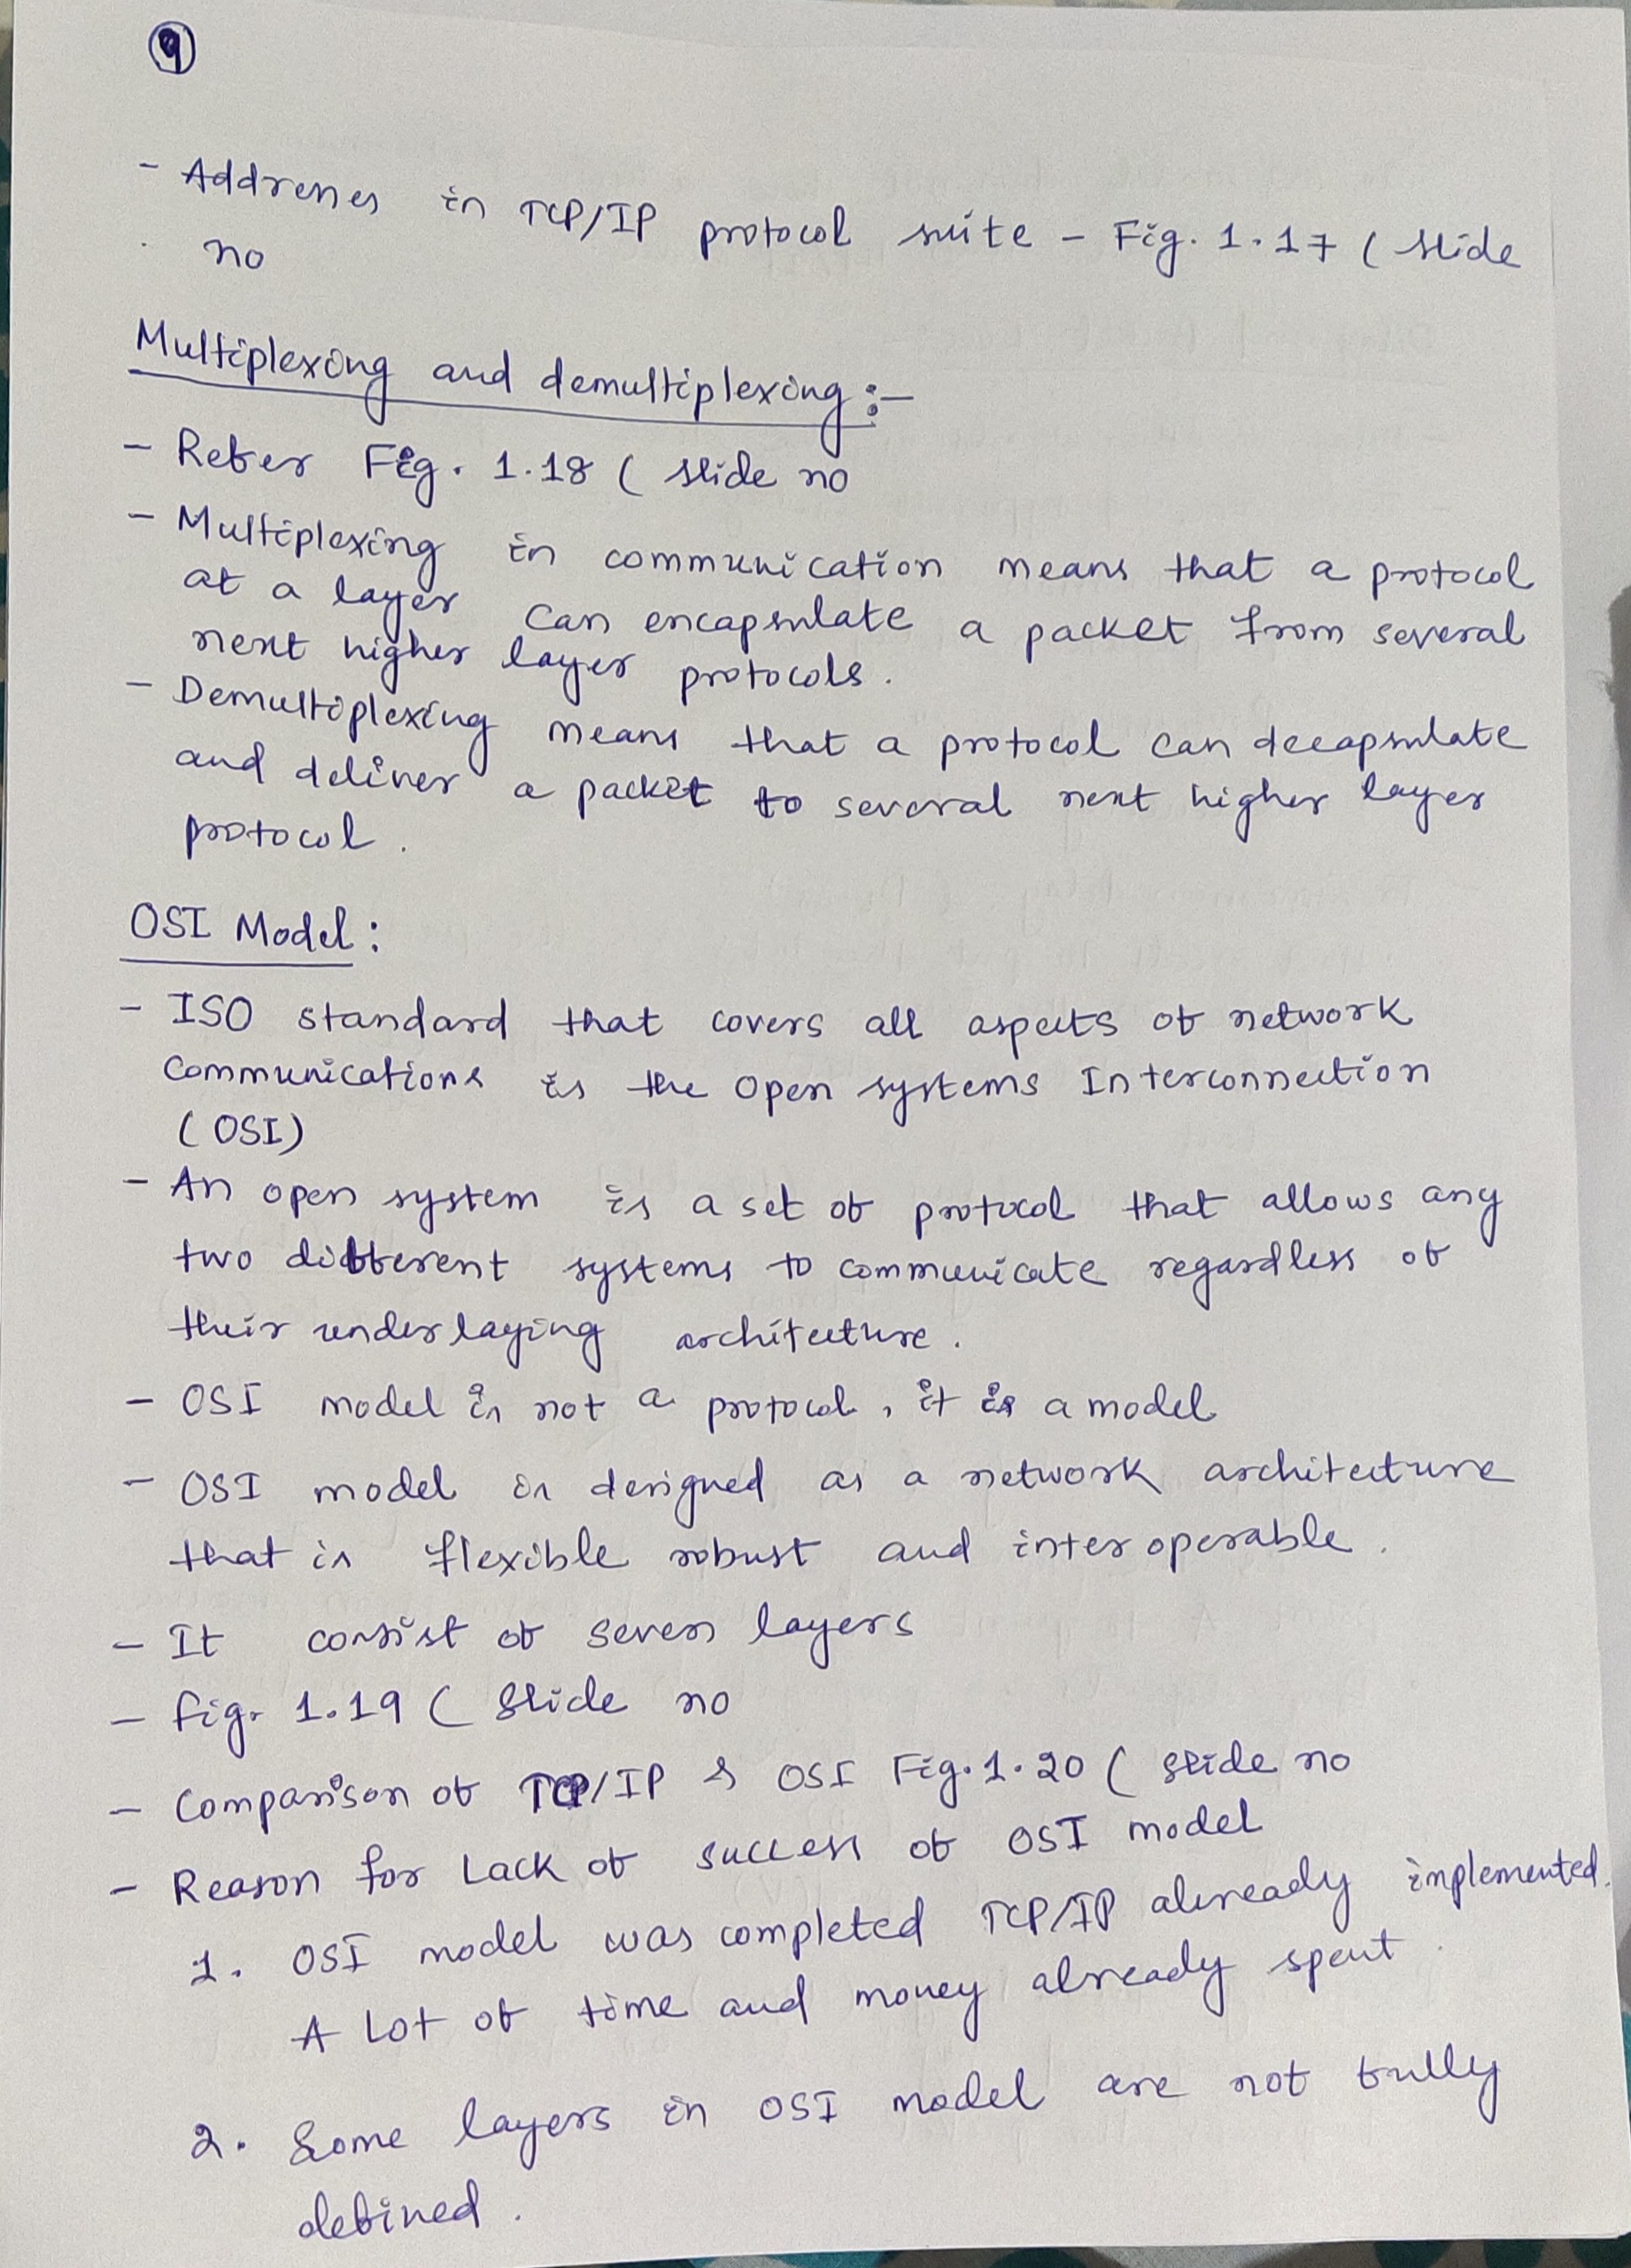 9
- Addresses in TCP/IP protocol suite - Fig. 1.17 ( slide
no
Multiplexing and demultiplexing :-
- Refer Fig. 1.18 ( slide no
- Multiplexing in communication means that a protocol
at a layer can encapsulate a packet from several
next higher layer protocols.
- Demultiplexing means that a protocol can decapsulate
and deliver a packet to several next higher layer
protocol.
OSI Model :
- ISO standard that covers all aspects of network
communications is the open systems Interconnection
( OSI )
- An open system is a set of protocol that allows any
two different systems to communicate regardless of
their underlaying architecture.
- OSI model is not a protocol, it is a model
- OSI model is designed as a network architecture
that is flexible robust and interoperable.
- It consist of seven layers
- fig. 1.19 ( Slide no
- Comparison of TCP/IP & OSI Fig. 1.20 ( slide no
- Reason for Lack of success of OSI model
1. OSI model was completed TCP/IP already implemented.
A Lot of time and money already spent.
2. Some layers in OSI model are not fully
defined.